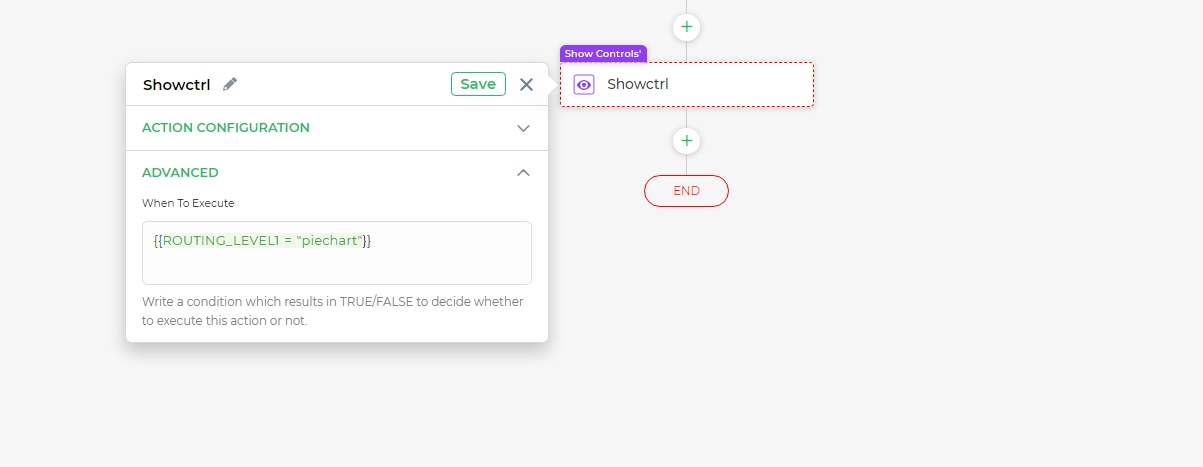 Show Controls'
Showctrl
Save
Showctrl
ACTION CONFIGURATION
ADVANCED
When To Execute
{{ROUTING_LEVEL1 = "piechart"}}
Write a condition which results in TRUE/FALSE to decide whether
to execute this action or not.
END